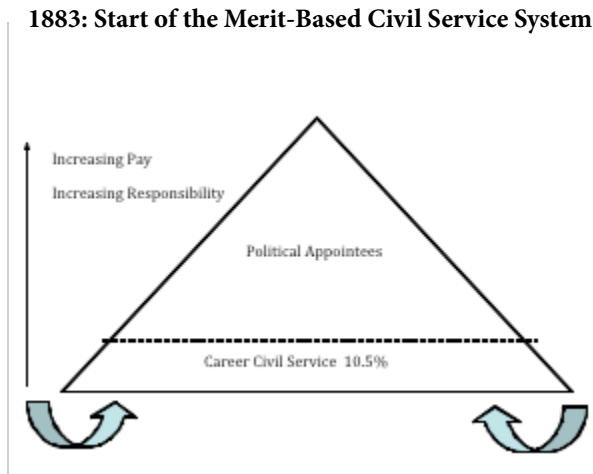 1883: Start of the Merit-Based Civil Service System
Increasing Pay
Increasing Responsibility
Political Appointees
Career Civil Service 10.5%